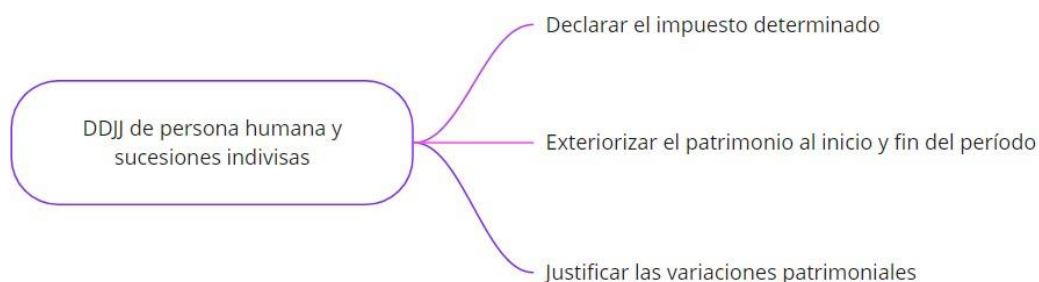 Declarar el impuesto determinado
DDJJ de persona humana y
sucesiones indivisas
Exteriorizar el patrimonio al inicio y fin del período
Justificar las variaciones patrimoniales